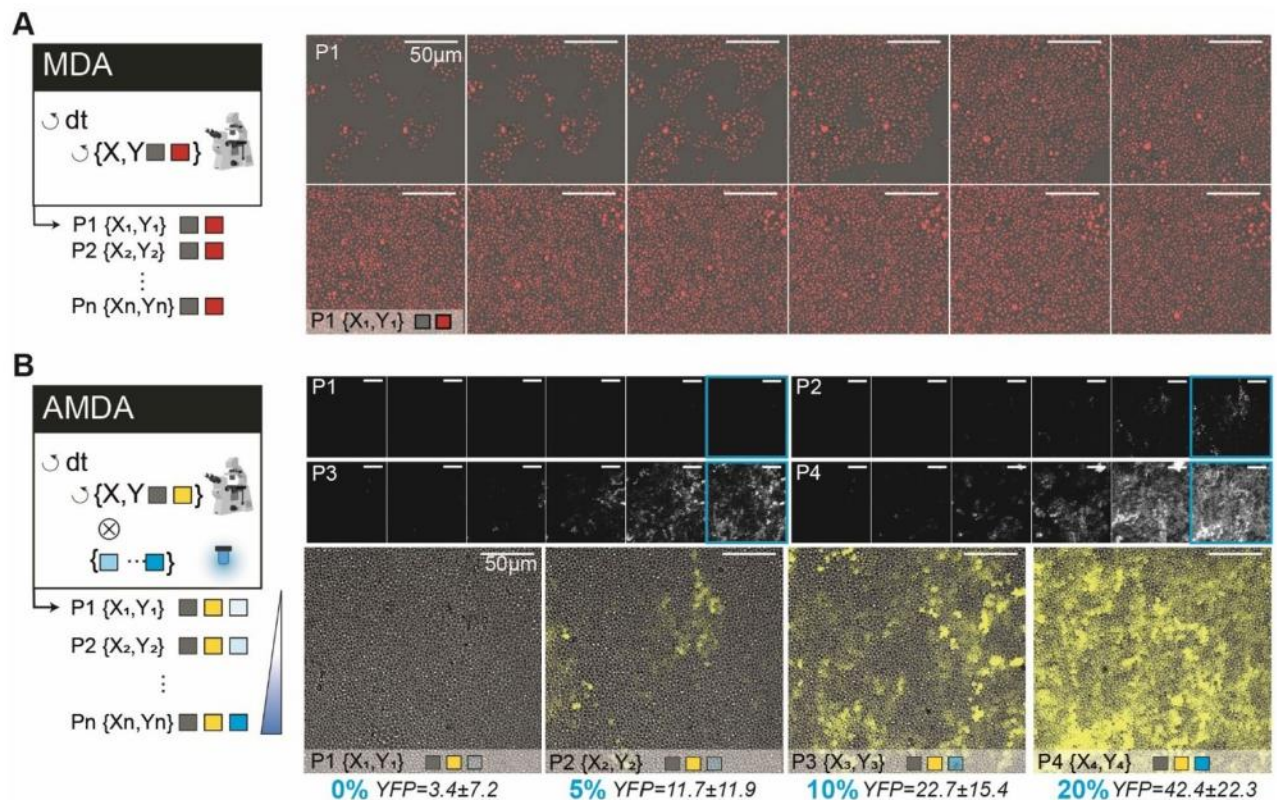 A
MDA
dt
{X,Y }
P1 {X₁,Y₁}
P2 {X₂,Y₂}
⋮
Pn {Xn,Yn}
P1
50µm
P1 {X₁,Y₁}
B
AMDA
dt
{X,Y }
⊗
{ ··· }
P1 {X₁,Y₁}
P2 {X₂,Y₂}
⋮
Pn {Xn,Yn}
P1
P2
P3
P4
50µm
P1 {X₁,Y₁}
P2 {X₂,Y₂}
P3 {X₃,Y₃}
P4 {X₄,Y₄}
0% YFP=3.4±7.2
5% YFP=11.7±11.9
10% YFP=22.7±15.4
20% YFP=42.4±22.3